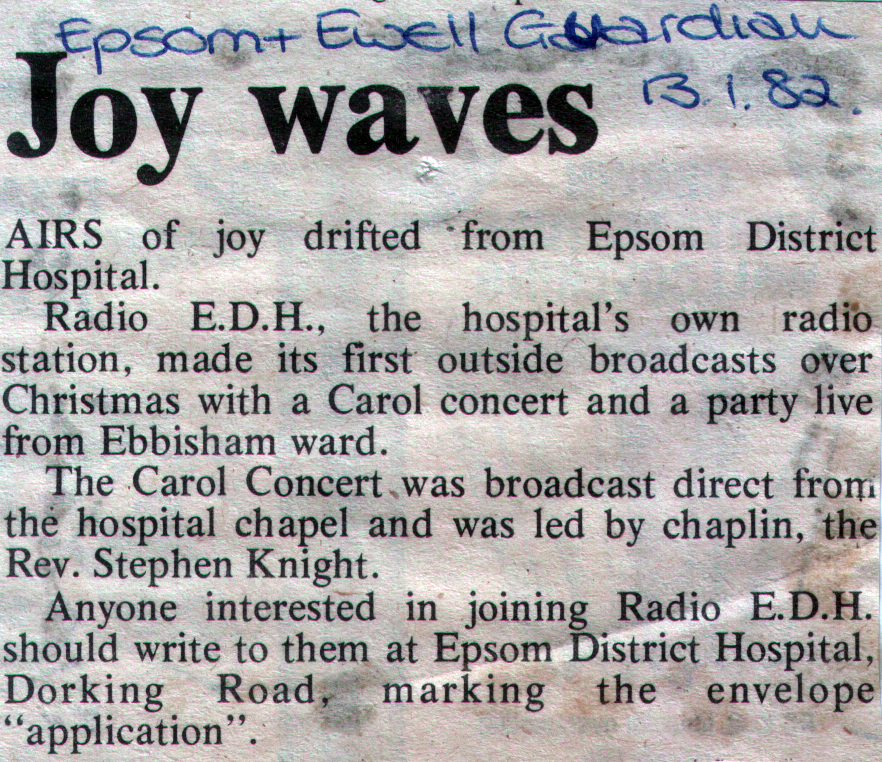 Epsom + Ewell Guardian
13.1.82.
Joy waves
AIRS of joy drifted from Epsom District
Hospital.
Radio E.D.H., the hospital's own radio
station, made its first outside broadcasts over
Christmas with a Carol concert and a party live
from Ebbisham ward.
The Carol Concert was broadcast direct from
the hospital chapel and was led by chaplin, the
Rev. Stephen Knight.
Anyone interested in joining Radio E.D.H.
should write to them at Epsom District Hospital,
Dorking Road, marking the envelope
“application”.